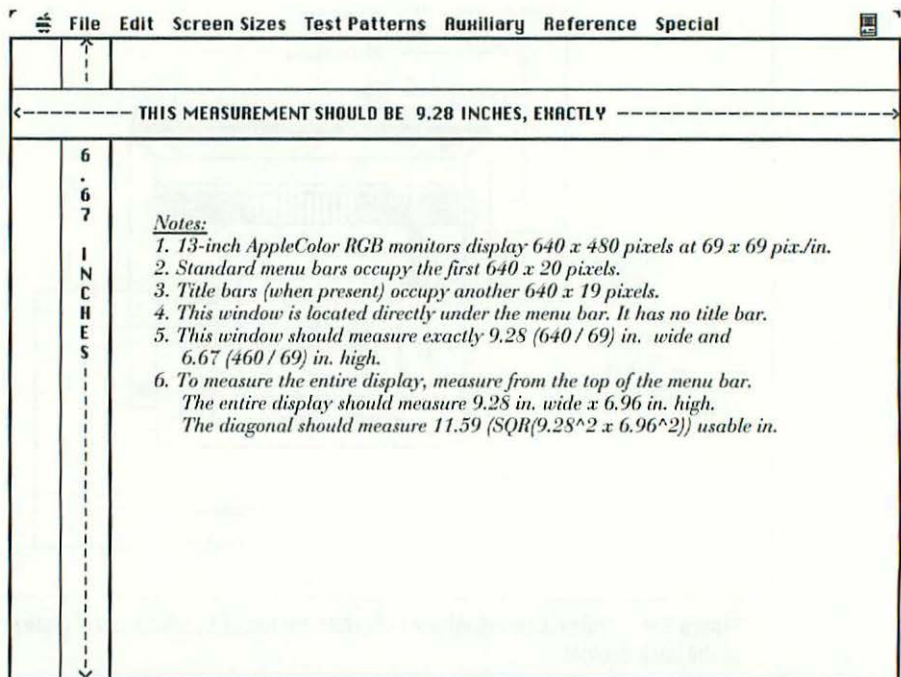 File Edit Screen Sizes Test Patterns Auxiliary Reference Special
THIS MEASUREMENT SHOULD BE 9.28 INCHES, EXACTLY
6.67 INCHES
Notes:
1. 13-inch AppleColor RGB monitors display 640 x 480 pixels at 69 x 69 pix./in.
2. Standard menu bars occupy the first 640 x 20 pixels.
3. Title bars (when present) occupy another 640 x 19 pixels.
4. This window is located directly under the menu bar. It has no title bar.
5. This window should measure exactly 9.28 (640 / 69) in. wide and
6.67 (460 / 69) in. high.
6. To measure the entire display, measure from the top of the menu bar.
The entire display should measure 9.28 in. wide x 6.96 in. high.
The diagonal should measure 11.59 (SQR(9.28^2 x 6.96^2)) usable in.